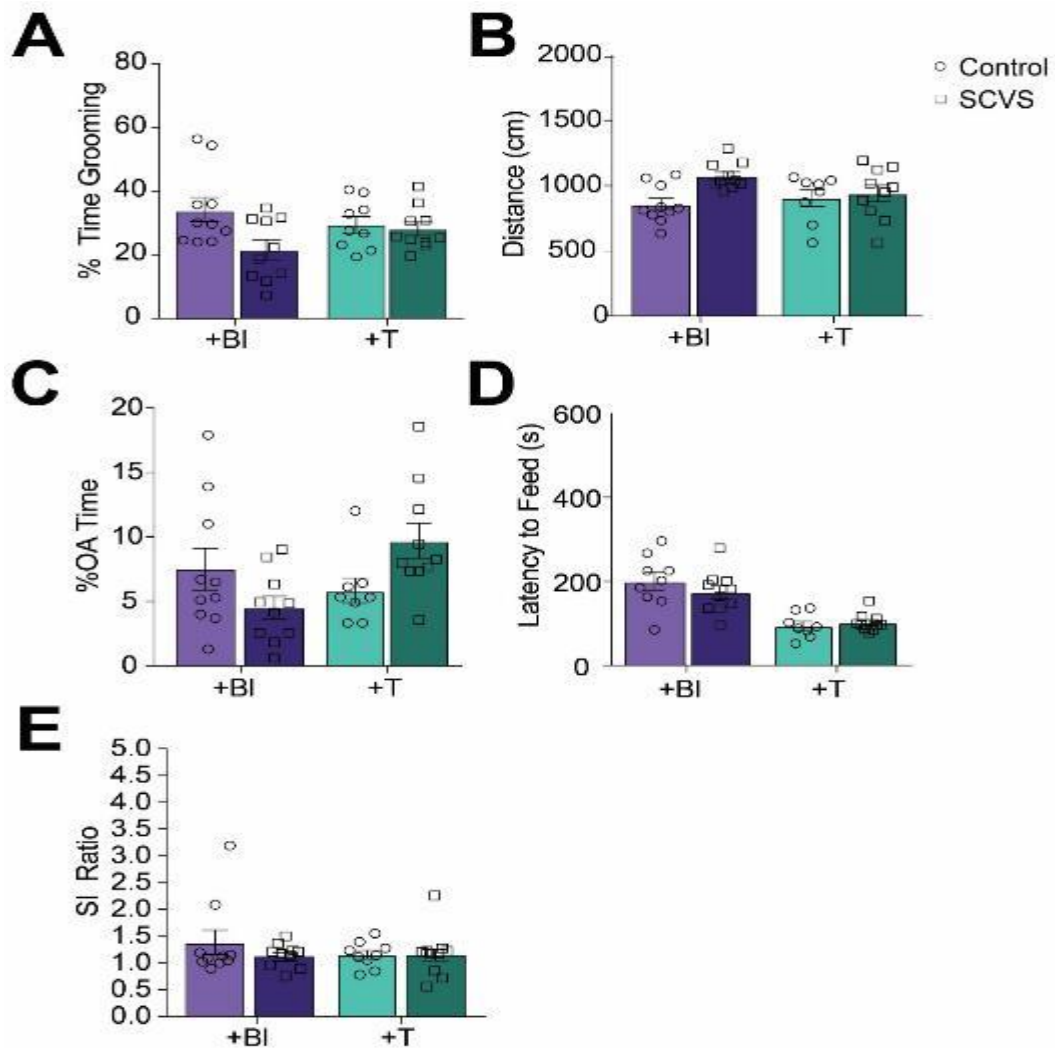 A
% Time Grooming
80
60
40
20
0
+BI
+T
B
Distance (cm)
2000
1500
1000
500
0
+BI
+T
Control
SCVS
C
%OA Time
20
15
10
5
0
+BI
+T
D
Latency to Feed (s)
600
400
200
0
+BI
+T
E
SI Ratio
5.0
4.5
4.0
3.5
3.0
2.5
2.0
1.5
1.0
0.5
0.0
+BI
+T